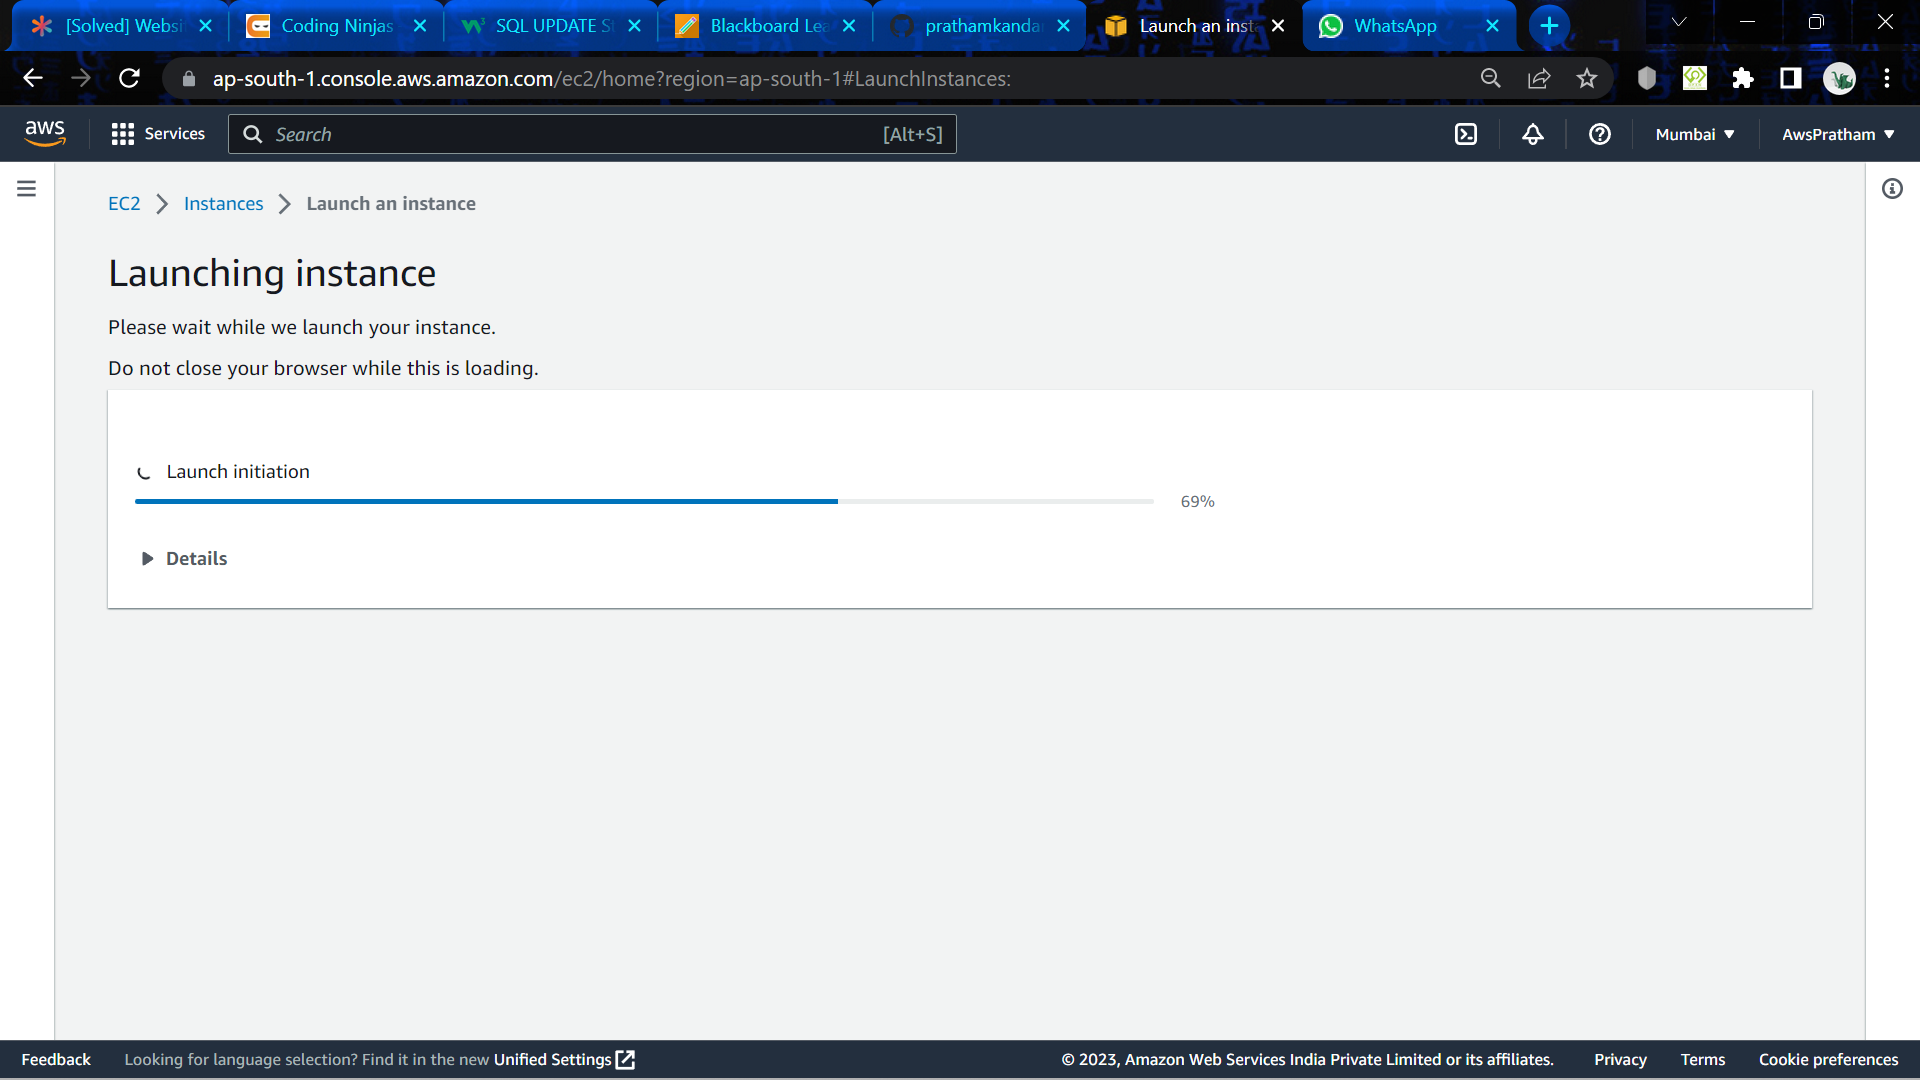 [Solved] Websi
Coding Ninjas
SQL UPDATE St
Blackboard Lea
prathamkandar
Launch an insta
WhatsApp
ap-south-1.console.aws.amazon.com/ec2/home?region=ap-south-1#LaunchInstances:
aws
Services
Search
[Alt+S]
Mumbai
AwsPratham
EC2
Instances
Launch an instance
Launching instance
Please wait while we launch your instance.
Do not close your browser while this is loading.
Launch initiation
69%
Details
Feedback
Looking for language selection? Find it in the new Unified Settings
© 2023, Amazon Web Services India Private Limited or its affiliates.
Privacy
Terms
Cookie preferences